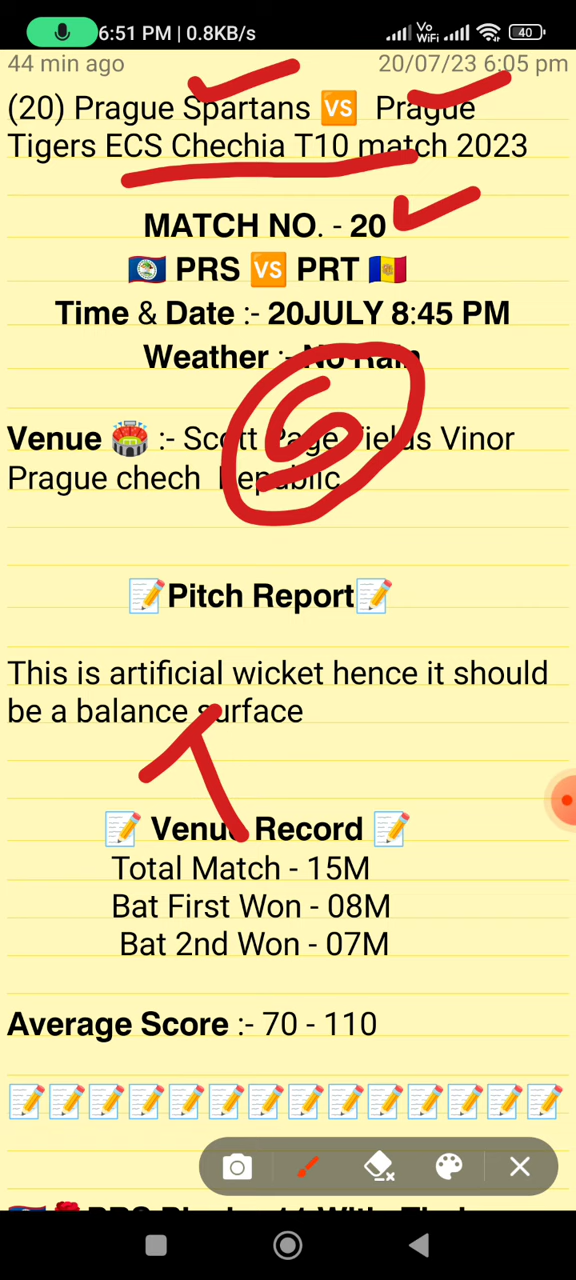 6:51 PM | 0.8KB/s
Vo WiFi
40
44 min ago 20/07/23 6:05 pm
(20) Prague Spartans 🆚 Prague
Tigers ECS Chechia T10 match 2023
MATCH NO. - 20
🇧🇿 PRS 🆚 PRT 🇦🇩
Time & Date :- 20JULY 8:45 PM
Weather :- No Rain
Venue 🏟️ :- Scott Page Fields Vinor
Prague chech Republic
📝Pitch Report📝
This is artificial wicket hence it should
be a balance surface
📝 Venue Record 📝
Total Match - 15M
Bat First Won - 08M
Bat 2nd Won - 07M
Average Score :- 70 - 110